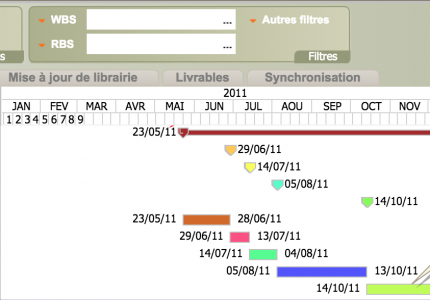 WBS ... Autres filtres
RBS ...
s Filtres
Mise à jour de librairie Livrables Synchronisation
2011
JAN FEV MAR AVR MAI JUN JUL AOU SEP OCT NOV
1 2 3 4 5 6 7 8 9
23/05/11
29/06/11
14/07/11
05/08/11
14/10/11
23/05/11 28/06/11
29/06/11 13/07/11
14/07/11 04/08/11
05/08/11 13/10/11
14/10/11